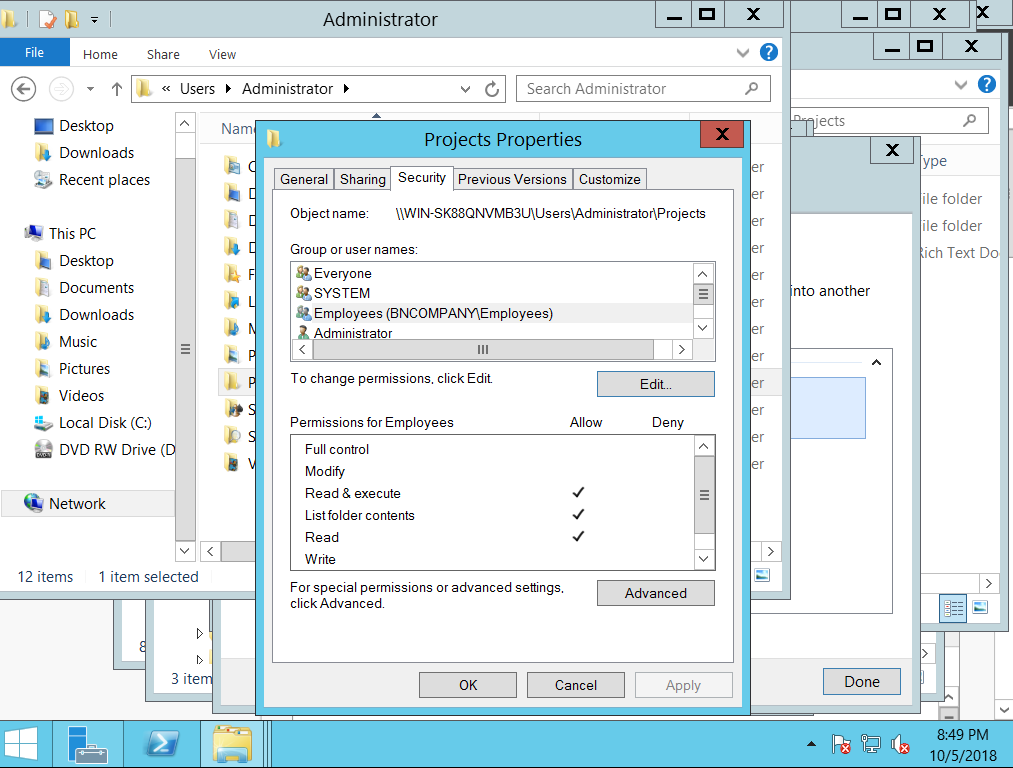 Administrator
File
Home
Share
View
« Users Administrator
Search Administrator
Projects
Desktop
Downloads
Recent places
This PC
Desktop
Documents
Downloads
Music
Pictures
Videos
Local Disk (C:)
DVD RW Drive (D
Network
12 items 1 item selected
Projects Properties
General
Sharing
Security
Previous Versions
Customize
Object name: \\WIN-SK88QNVMB3U\Users\Administrator\Projects
Group or user names:
Everyone
SYSTEM
Employees (BNCOMPANY\Employees)
Administrator
To change permissions, click Edit.
Edit...
Permissions for Employees Allow Deny
Full control
Modify
Read & execute
List folder contents
Read
Write
For special permissions or advanced settings,
click Advanced.
Advanced
OK
Cancel
Apply
into another
Done
ile folder
ile folder
Rich Text Do
3 item
8:49 PM
10/5/2018